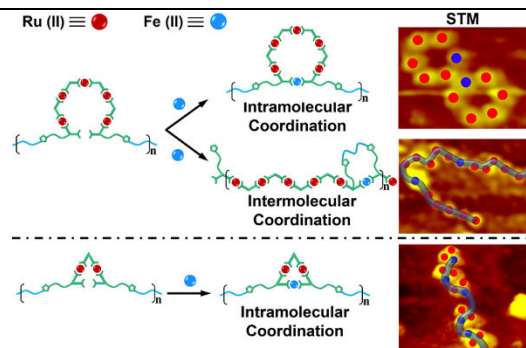 Ru (II) ≡ Fe (II) ≡ STM
n
n
Intramolecular
Coordination
n
Intermolecular
Coordination
n
n
Intramolecular
Coordination